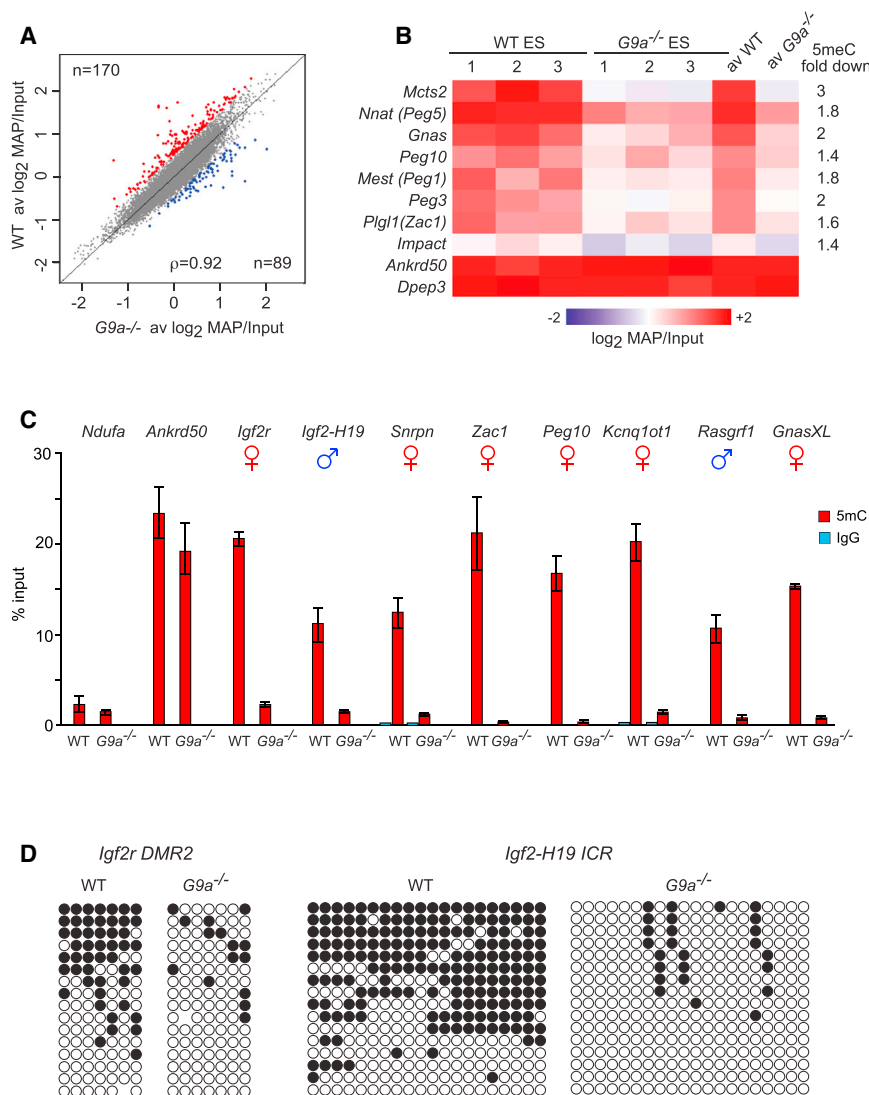 A
n=170
WT av log2 MAP/Input
2
1
0
-1
-2
ρ=0.92
n=89
-2 -1 0 1 2
G9a-/- av log2 MAP/Input
B
WT ES
G9a-/- ES
av WT
av G9a-/-
5meC
fold down
1 2 3 1 2 3
Mcts2 3
Nnat (Peg5) 1.8
Gnas 2
Peg10 1.4
Mest (Peg1) 1.8
Peg3 2
Plgl1(Zac1) 1.6
Impact 1.4
Ankrd50
Dpep3
-2 +2
log2 MAP/Input
C
Ndufa Ankrd50 Igf2r Igf2-H19 Snrpn Zac1 Peg10 Kcnq1ot1 Rasgrf1 GnasXL
♀ ♂ ♀ ♀ ♀ ♀ ♂ ♀
% input
30
20
10
0
5mC
IgG
WT G9a-/- WT G9a-/- WT G9a-/- WT G9a-/- WT G9a-/- WT G9a-/- WT G9a-/- WT G9a-/- WT G9a-/- WT G9a-/-
D
Igf2r DMR2
Igf2-H19 ICR
WT G9a-/- WT G9a-/-